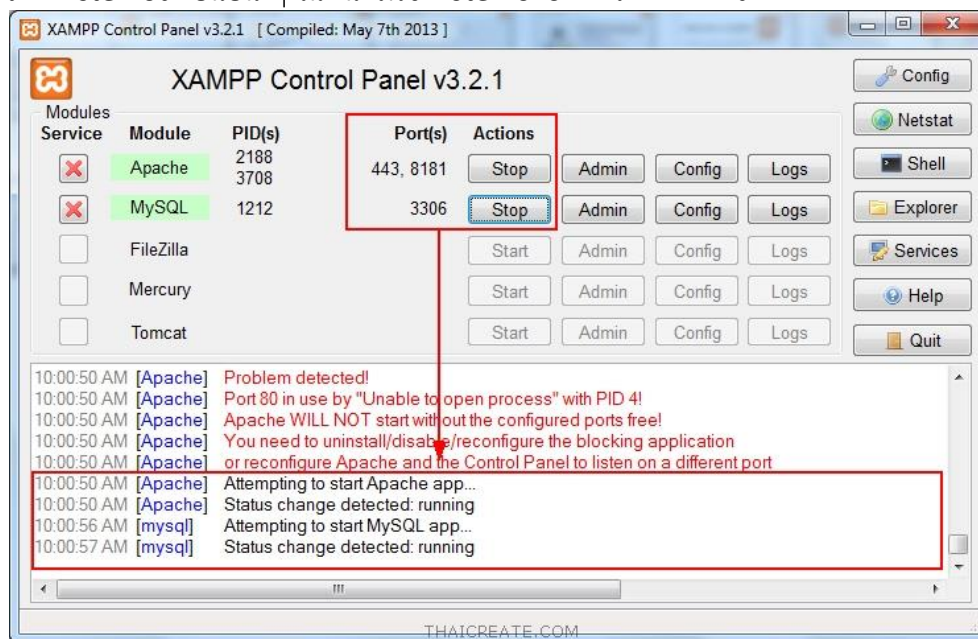 XAMPP Control Panel v3.2.1 [ Compiled: May 7th 2013 ]
XAMPP Control Panel v3.2.1
Config
Modules
Service Module PID(s) Port(s) Actions
Netstat
Apache 2188 3708 443, 8181 Stop Admin Config Logs
Shell
MySQL 1212 3306 Stop Admin Config Logs
Explorer
FileZilla Start Admin Config Logs
Services
Mercury Start Admin Config Logs
Help
Tomcat Start Admin Config Logs
Quit
10:00:50 AM [Apache] Problem detected!
10:00:50 AM [Apache] Port 80 in use by "Unable to open process" with PID 4!
10:00:50 AM [Apache] Apache WILL NOT start without the configured ports free!
10:00:50 AM [Apache] You need to uninstall/disable/reconfigure the blocking application
10:00:50 AM [Apache] or reconfigure Apache and the Control Panel to listen on a different port
10:00:50 AM [Apache] Attempting to start Apache app...
10:00:50 AM [Apache] Status change detected: running
10:00:56 AM [mysql] Attempting to start MySQL app...
10:00:57 AM [mysql] Status change detected: running
THAICREATE.COM